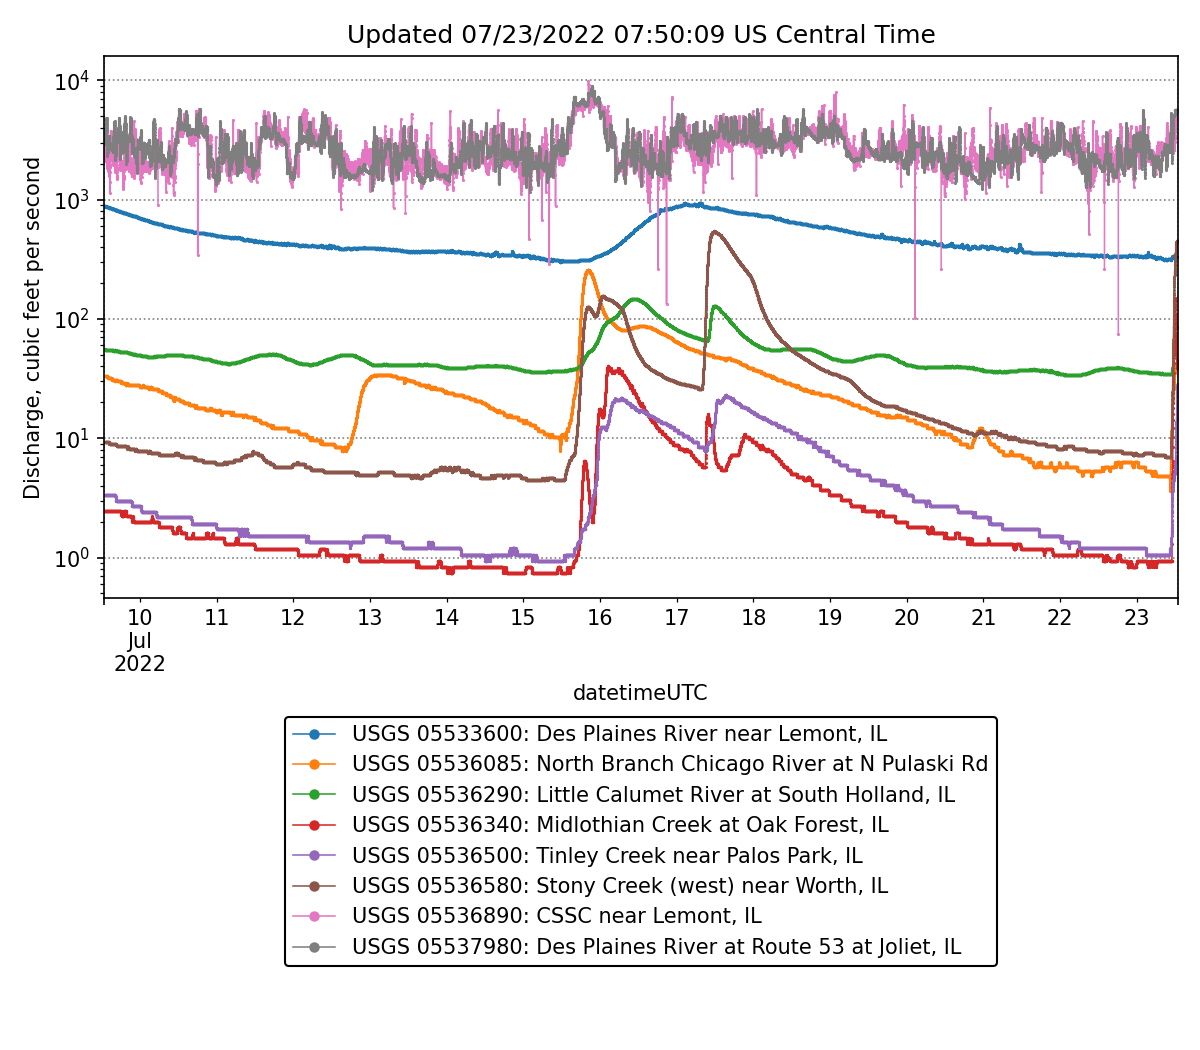 Updated 07/23/2022 07:50:09 US Central Time
Discharge, cubic feet per second
10^4
10^3
10^2
10^1
10^0
10 11 12 13 14 15 16 17 18 19 20 21 22 23
Jul
2022
datetimeUTC
USGS 05533600: Des Plaines River near Lemont, IL
USGS 05536085: North Branch Chicago River at N Pulaski Rd
USGS 05536290: Little Calumet River at South Holland, IL
USGS 05536340: Midlothian Creek at Oak Forest, IL
USGS 05536500: Tinley Creek near Palos Park, IL
USGS 05536580: Stony Creek (west) near Worth, IL
USGS 05536890: CSSC near Lemont, IL
USGS 05537980: Des Plaines River at Route 53 at Joliet, IL